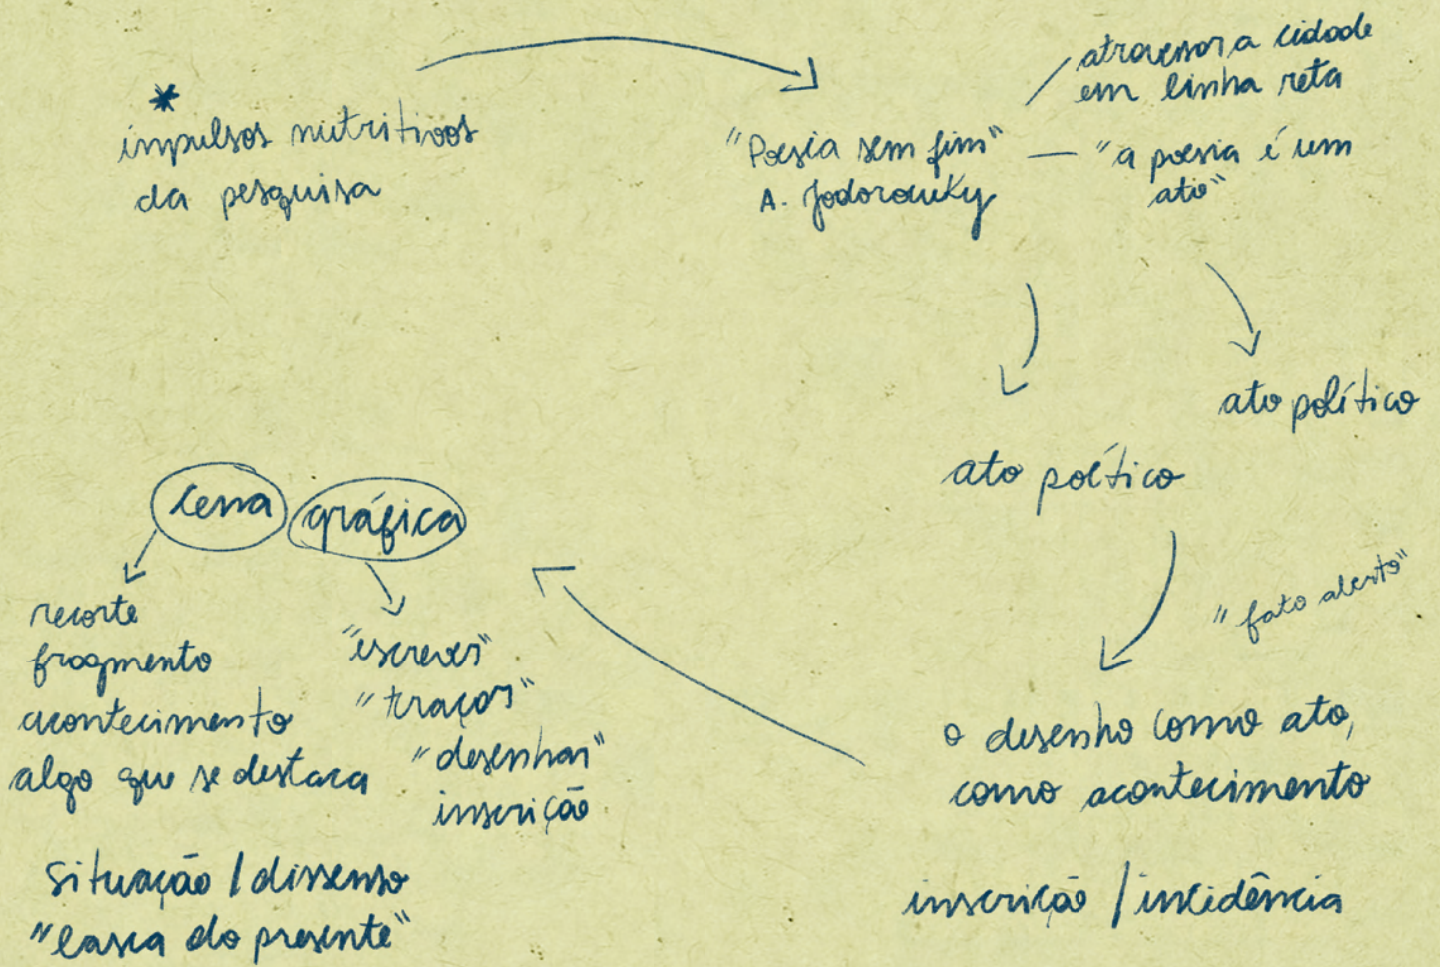 * impulsos nutritivos
da pesquisa
"Poesia sem fim"
A. Jodorowsky
atravessar a cidade
em linha reta
"a poesia é um
ato"
ato político
ato poético
"fato aberto"
o desenho como ato,
como acontecimento
inscrição / incidência
cena gráfica
recorte
fragmento
acontecimento
algo que se destaca
"escrever"
"traçar"
"desenhar"
inscrição
situação / dissenso
"lasca do presente"